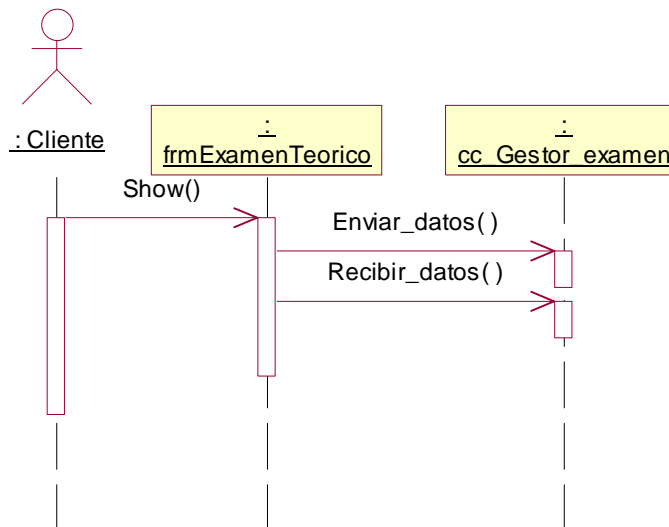 : Cliente
:
frmExamenTeorico
:
cc_Gestor_examen
Show()
Enviar_datos( )
Recibir_datos( )